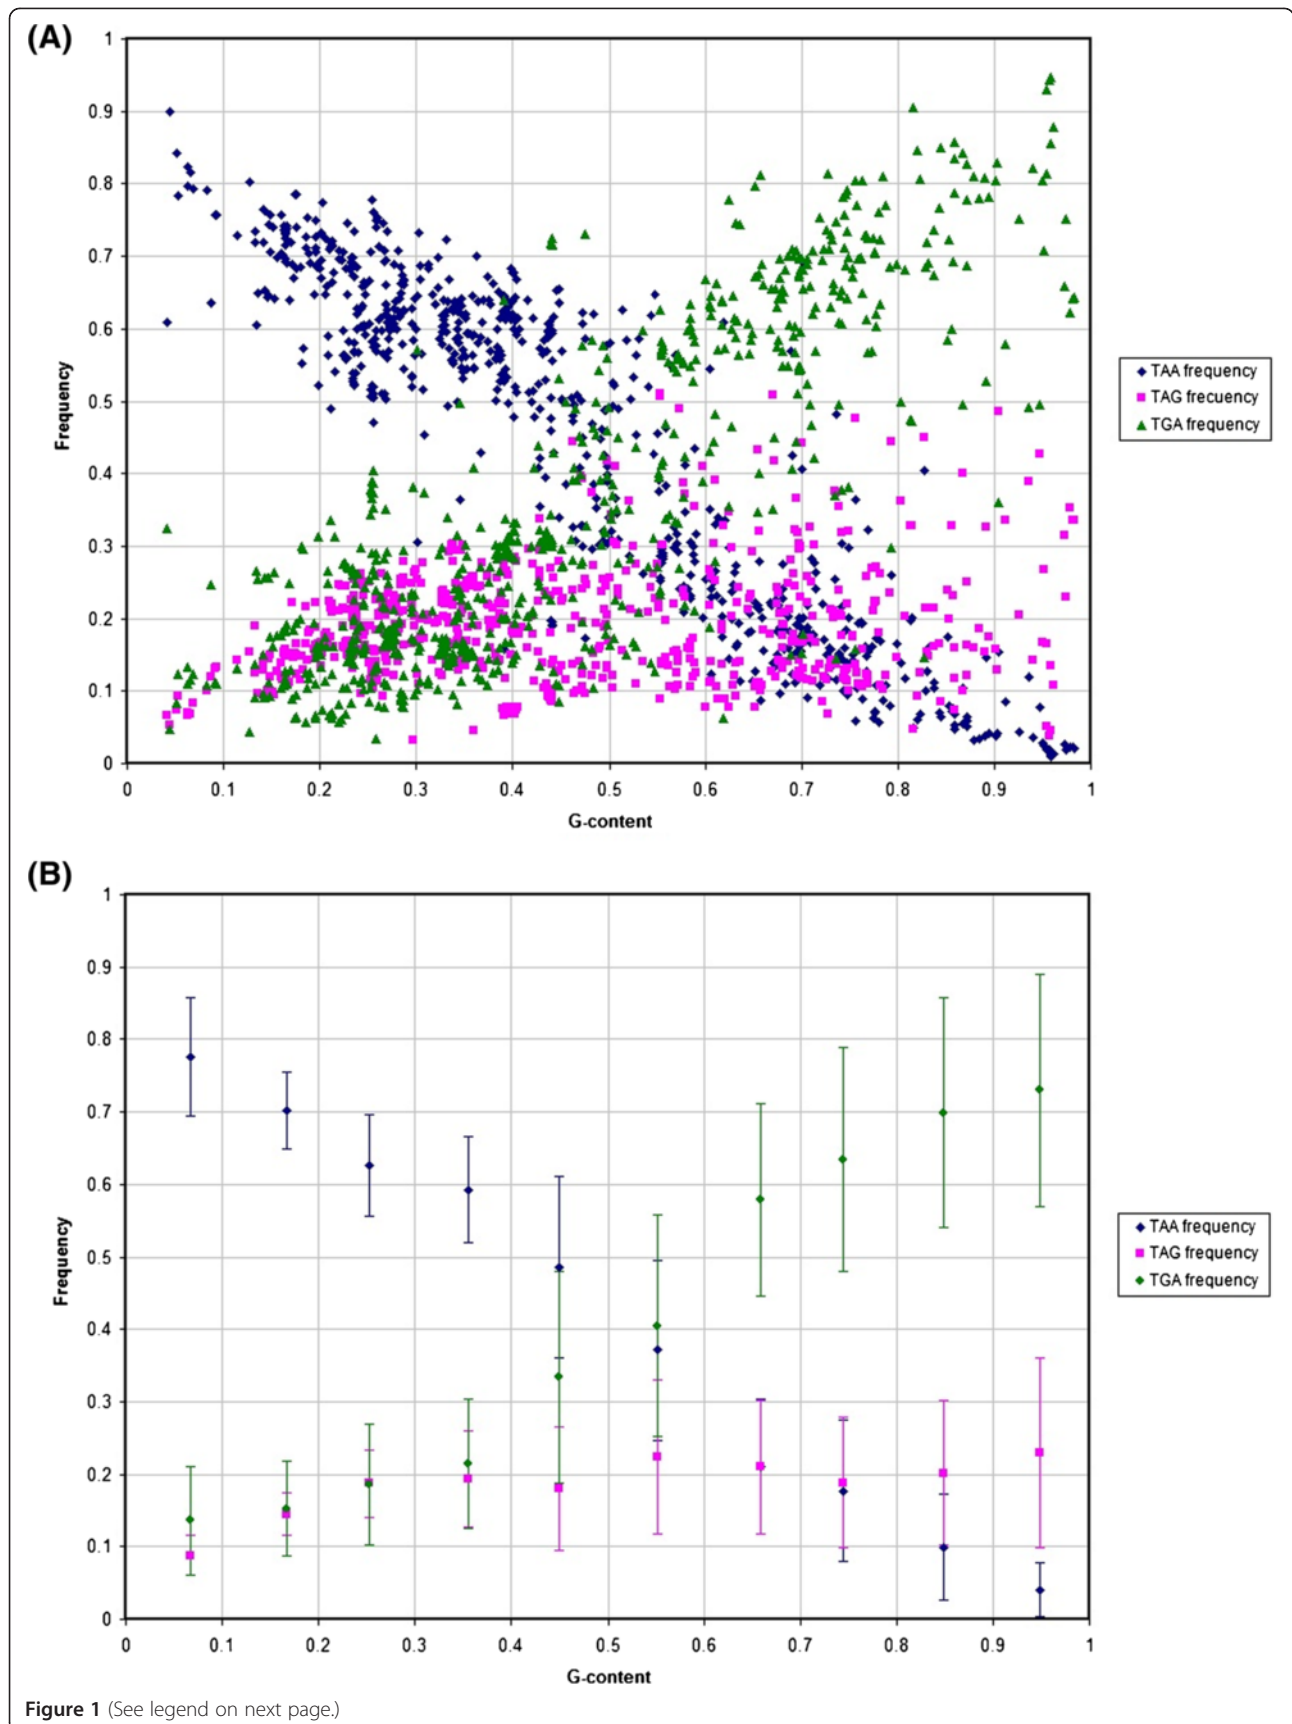 (A)
1
0.9
0.8
0.7
0.6
0.5
0.4
0.3
0.2
0.1
0
Frequency
0 0.1 0.2 0.3 0.4 0.5 0.6 0.7 0.8 0.9 1
G-content
TAA frequency
TAG frecuency
TGA frequency
(B)
1
0.9
0.8
0.7
0.6
0.5
0.4
0.3
0.2
0.1
0
Frequency
0 0.1 0.2 0.3 0.4 0.5 0.6 0.7 0.8 0.9 1
G-content
TAA frequency
TAG frequency
TGA frequency
Figure 1 (See legend on next page.)